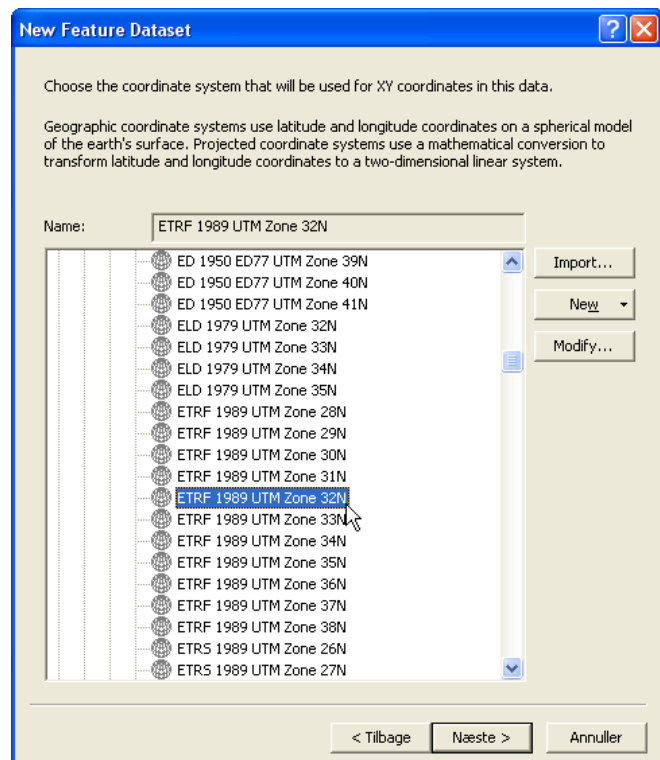 New Feature Dataset
Choose the coordinate system that will be used for XY coordinates in this data.
Geographic coordinate systems use latitude and longitude coordinates on a spherical model
of the earth's surface. Projected coordinate systems use a mathematical conversion to
transform latitude and longitude coordinates to a two-dimensional linear system.
Name: ETRF 1989 UTM Zone 32N
ED 1950 ED77 UTM Zone 39N
Import...
ED 1950 ED77 UTM Zone 40N
ED 1950 ED77 UTM Zone 41N
New
ELD 1979 UTM Zone 32N
ELD 1979 UTM Zone 33N
Modify...
ELD 1979 UTM Zone 34N
ELD 1979 UTM Zone 35N
ETRF 1989 UTM Zone 28N
ETRF 1989 UTM Zone 29N
ETRF 1989 UTM Zone 30N
ETRF 1989 UTM Zone 31N
ETRF 1989 UTM Zone 32N
ETRF 1989 UTM Zone 33N
ETRF 1989 UTM Zone 34N
ETRF 1989 UTM Zone 35N
ETRF 1989 UTM Zone 36N
ETRF 1989 UTM Zone 37N
ETRF 1989 UTM Zone 38N
ETRS 1989 UTM Zone 26N
ETRS 1989 UTM Zone 27N
< Tilbage Næste > Annuller